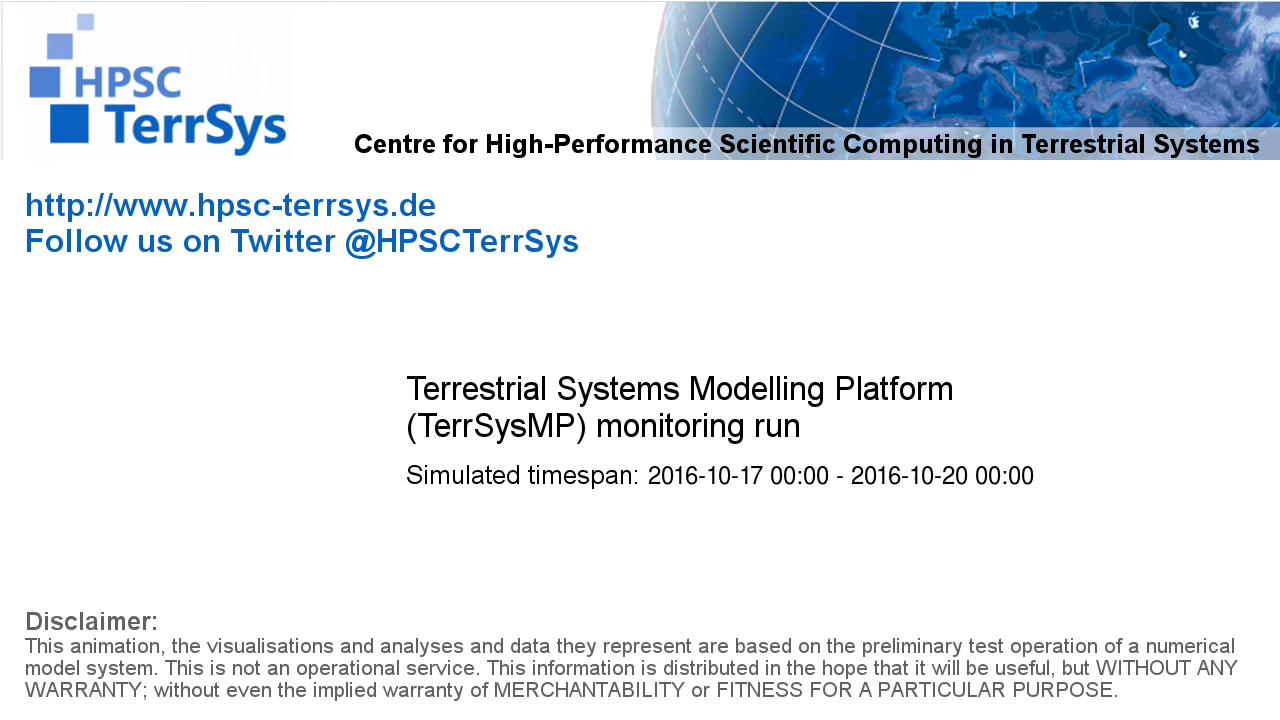 HPSC
TerrSys
Centre for High-Performance Scientific Computing in Terrestrial Systems
http://www.hpsc-terrsys.de
Follow us on Twitter @HPSCTerrSys
Terrestrial Systems Modelling Platform
(TerrSysMP) monitoring run
Simulated timespan: 2016-10-17 00:00 - 2016-10-20 00:00
Disclaimer:
This animation, the visualisations and analyses and data they represent are based on the preliminary test operation of a numerical
model system. This is not an operational service. This information is distributed in the hope that it will be useful, but WITHOUT ANY
WARRANTY; without even the implied warranty of MERCHANTABILITY or FITNESS FOR A PARTICULAR PURPOSE.